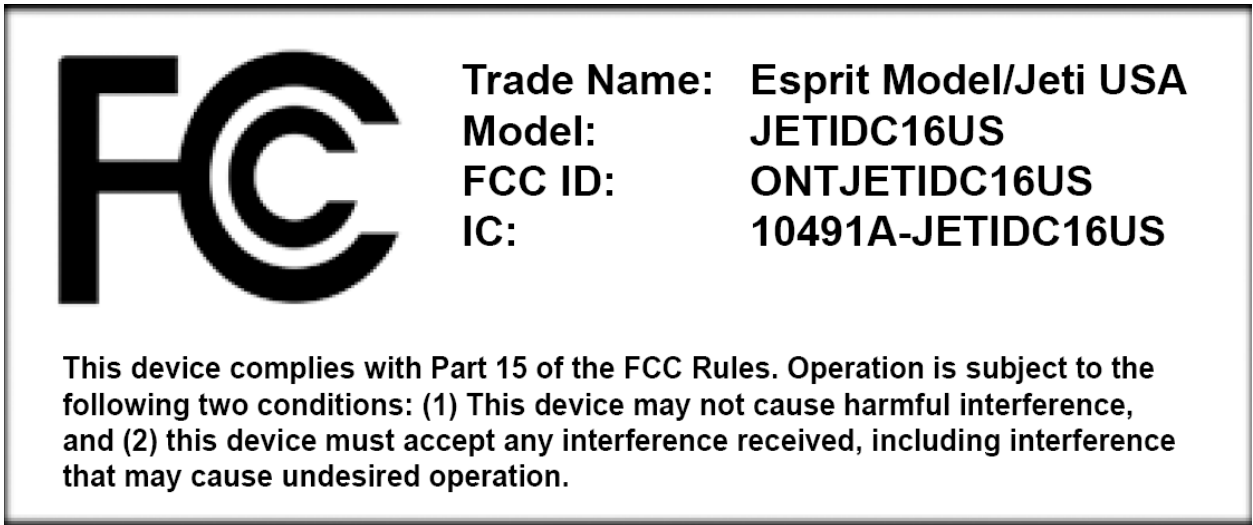 FCC
Trade Name: Esprit Model/Jeti USA
Model: JETIDC16US
FCC ID: ONTJETIDC16US
IC: 10491A-JETIDC16US
This device complies with Part 15 of the FCC Rules. Operation is subject to the
following two conditions: (1) This device may not cause harmful interference,
and (2) this device must accept any interference received, including interference
that may cause undesired operation.